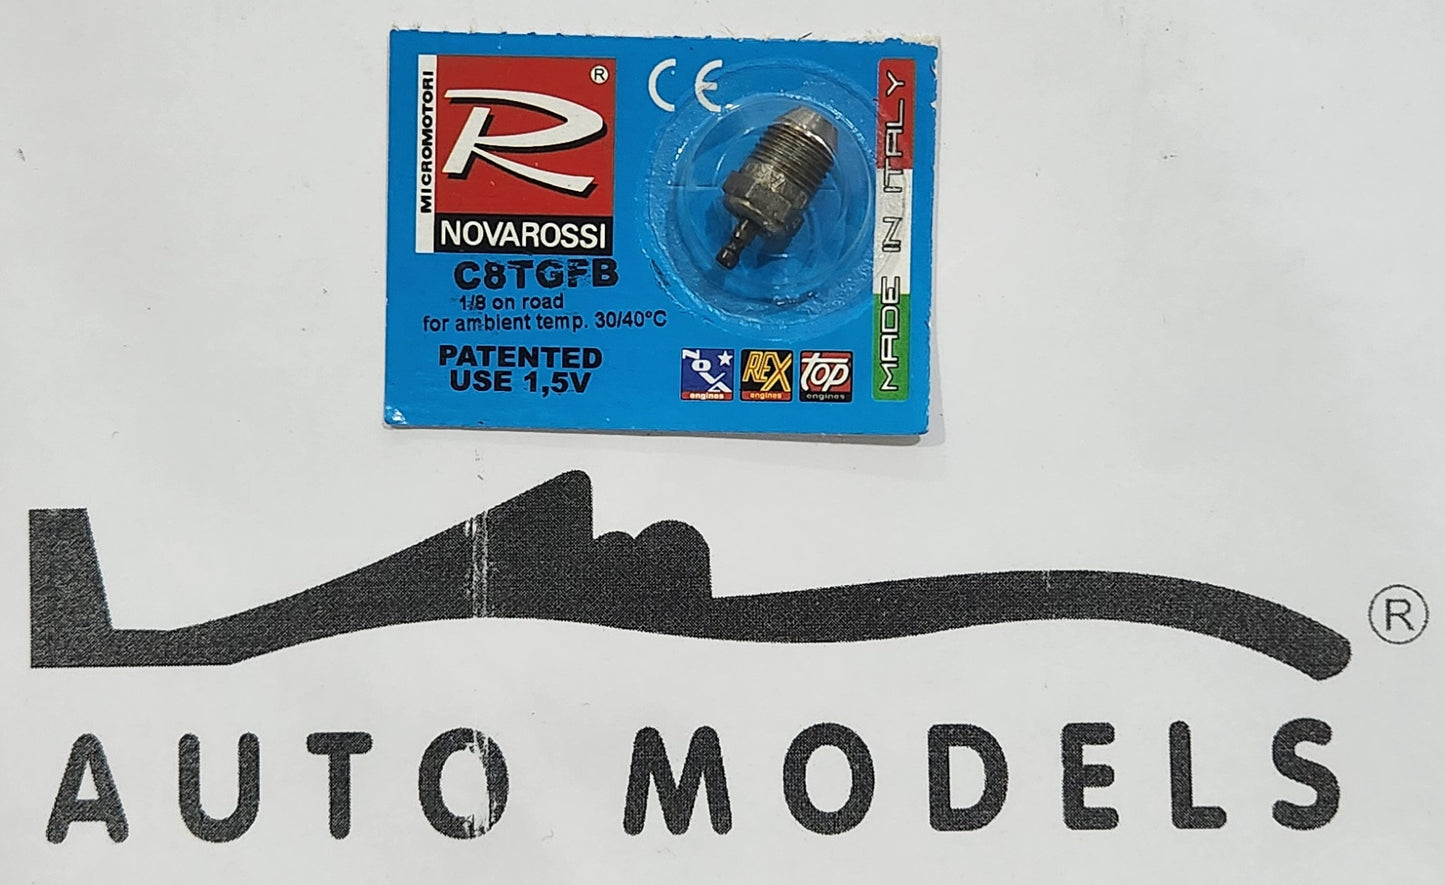 MICROMOTORI
R ®
NOVAROSSI
C8TGFB
1/8 on road
for ambient temp. 30/40°C
PATENTED
USE 1,5V
CE
MADE IN ITALY
NOVA
engines
REX
engines
TOP
engines
®
AUTO MODELS